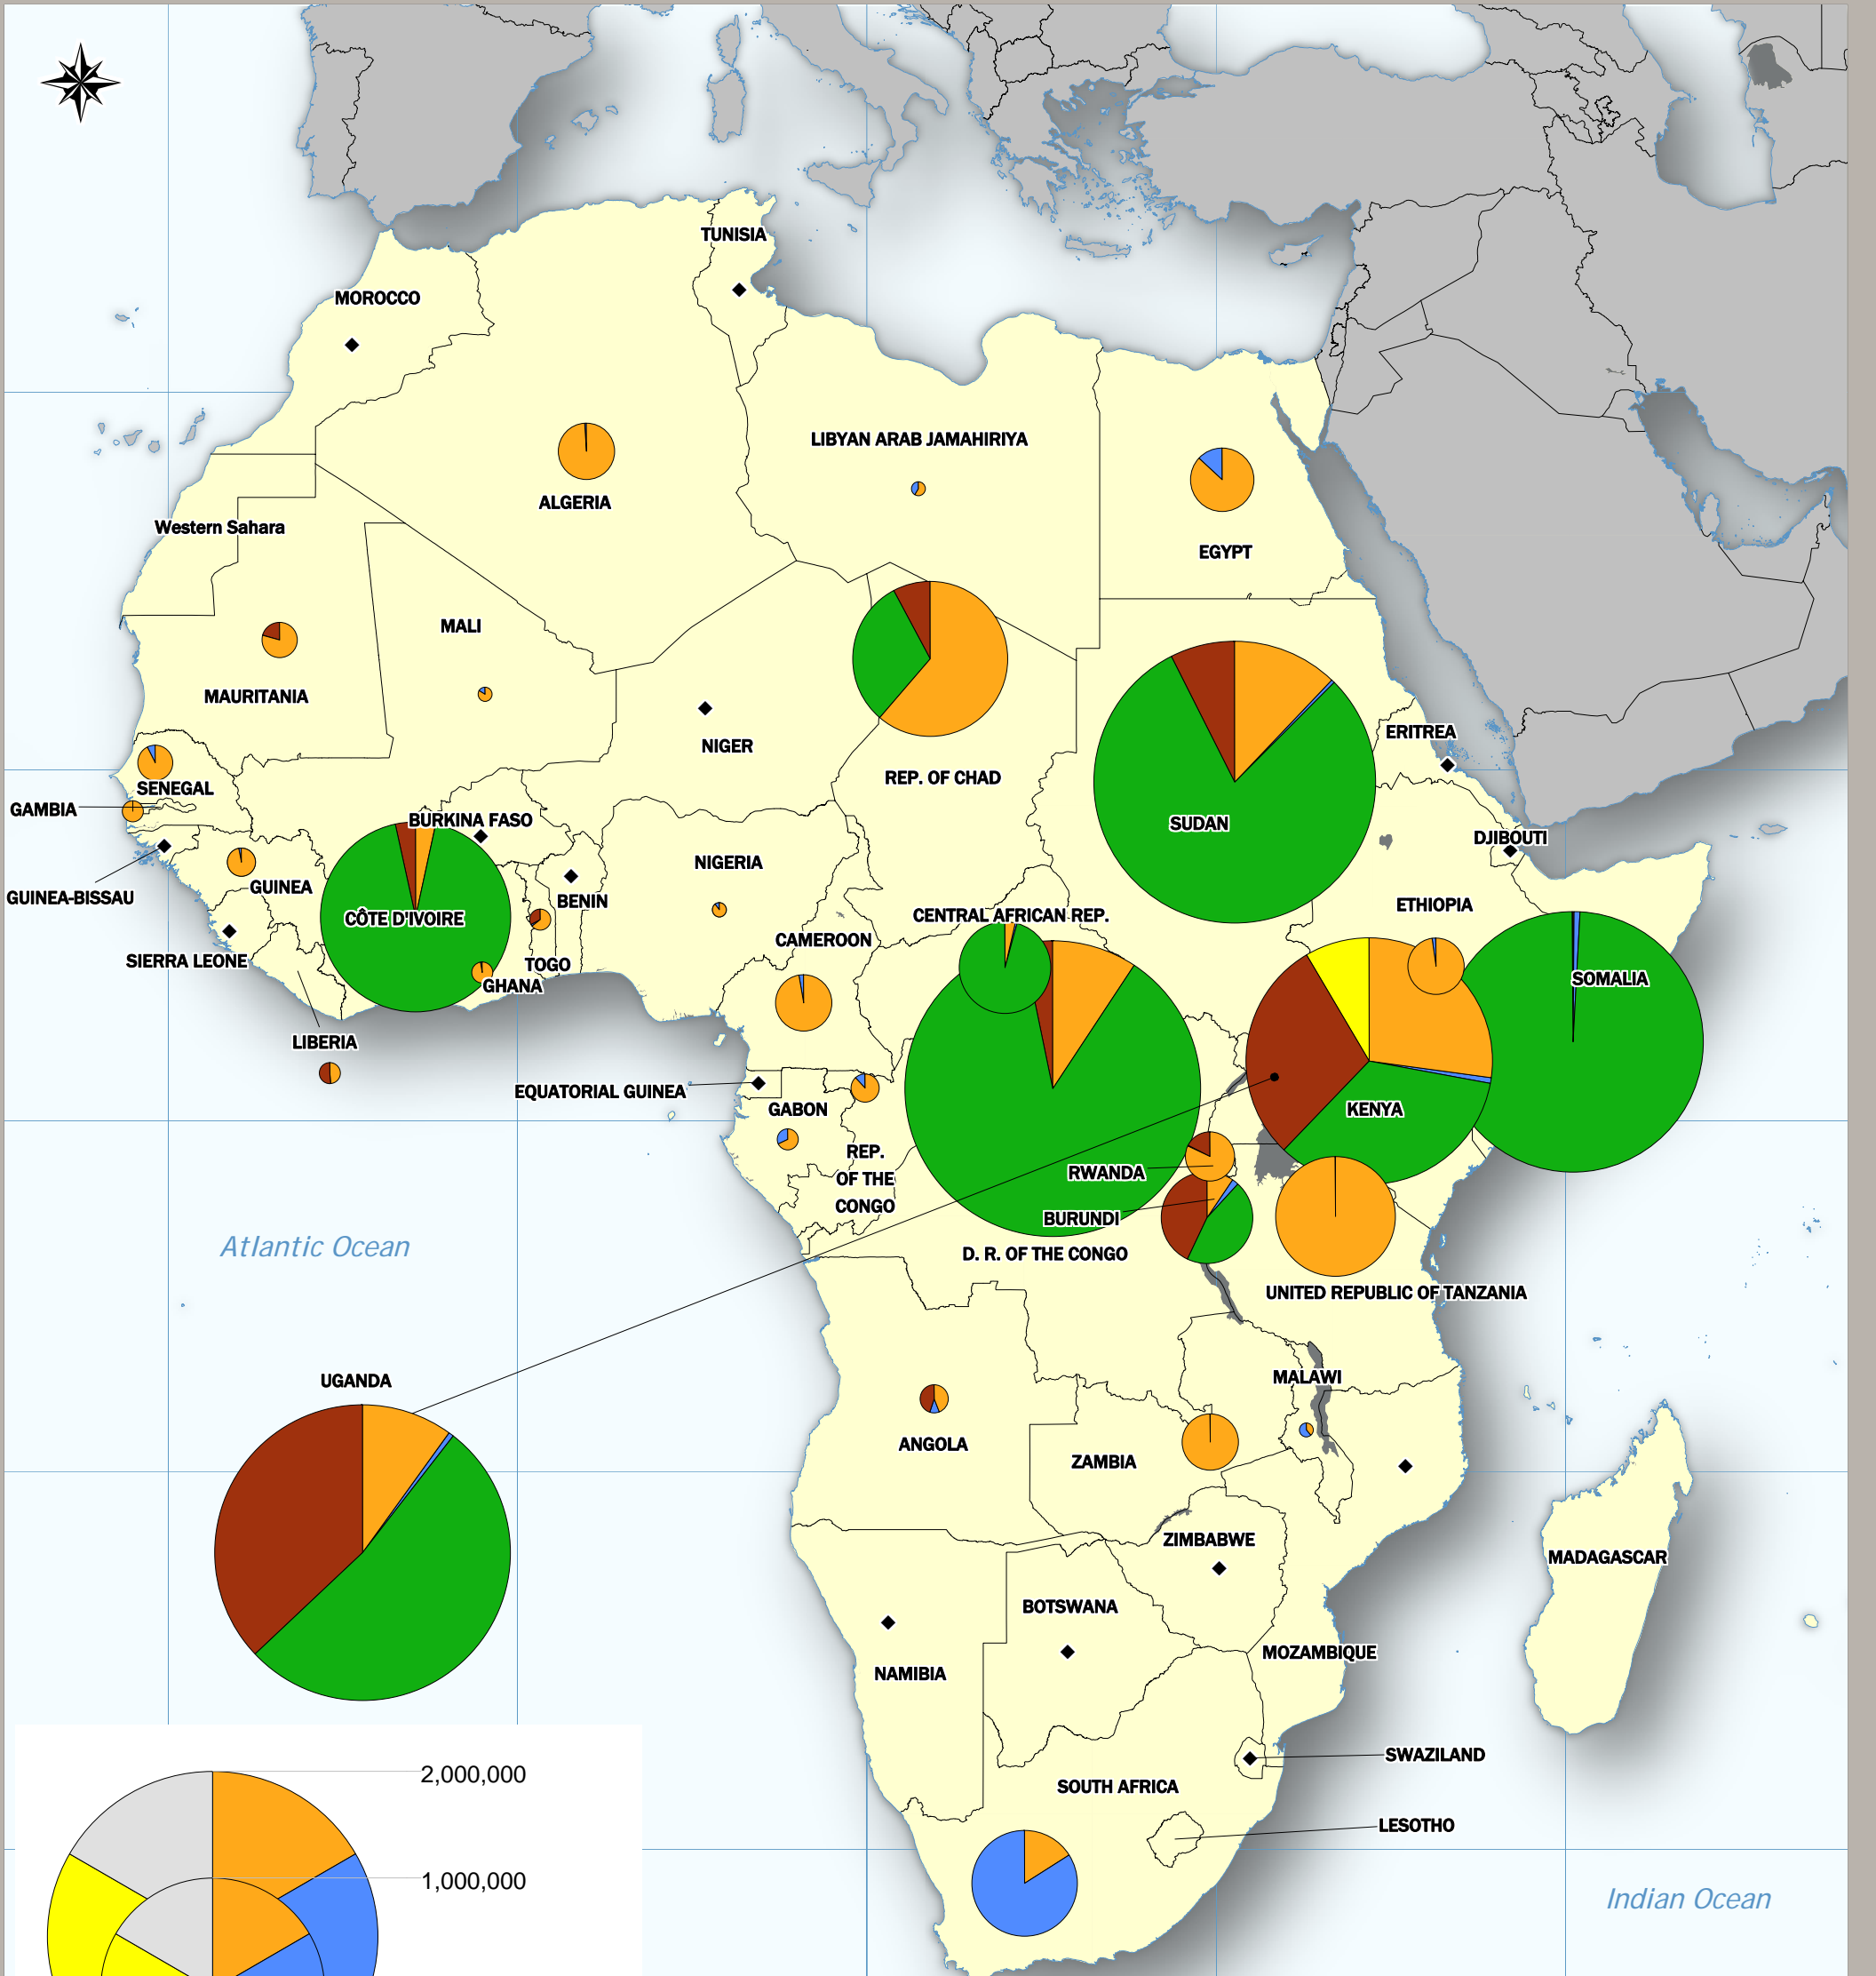 TUNISIA
MOROCCO
LIBYAN ARAB JAMAHIRIYA
ALGERIA
Western Sahara
EGYPT
MALI
MAURITANIA
ERITREA
NIGER
REP. OF CHAD
SENEGAL
GAMBIA
BURKINA FASO
SUDAN
DJIBOUTI
NIGERIA
GUINEA
GUINEA-BISSAU
BENIN
ETHIOPIA
CÔTE D'IVOIRE
CENTRAL AFRICAN REP.
CAMEROON
SIERRA LEONE
TOGO
SOMALIA
GHANA
LIBERIA
EQUATORIAL GUINEA
GABON
KENYA
REP.
OF THE
CONGO
RWANDA
BURUNDI
Atlantic Ocean
D. R. OF THE CONGO
UNITED REPUBLIC OF TANZANIA
UGANDA
MALAWI
ANGOLA
ZAMBIA
ZIMBABWE
MADAGASCAR
BOTSWANA
MOZAMBIQUE
NAMIBIA
SWAZILAND
2,000,000
SOUTH AFRICA
LESOTHO
1,000,000
Indian Ocean